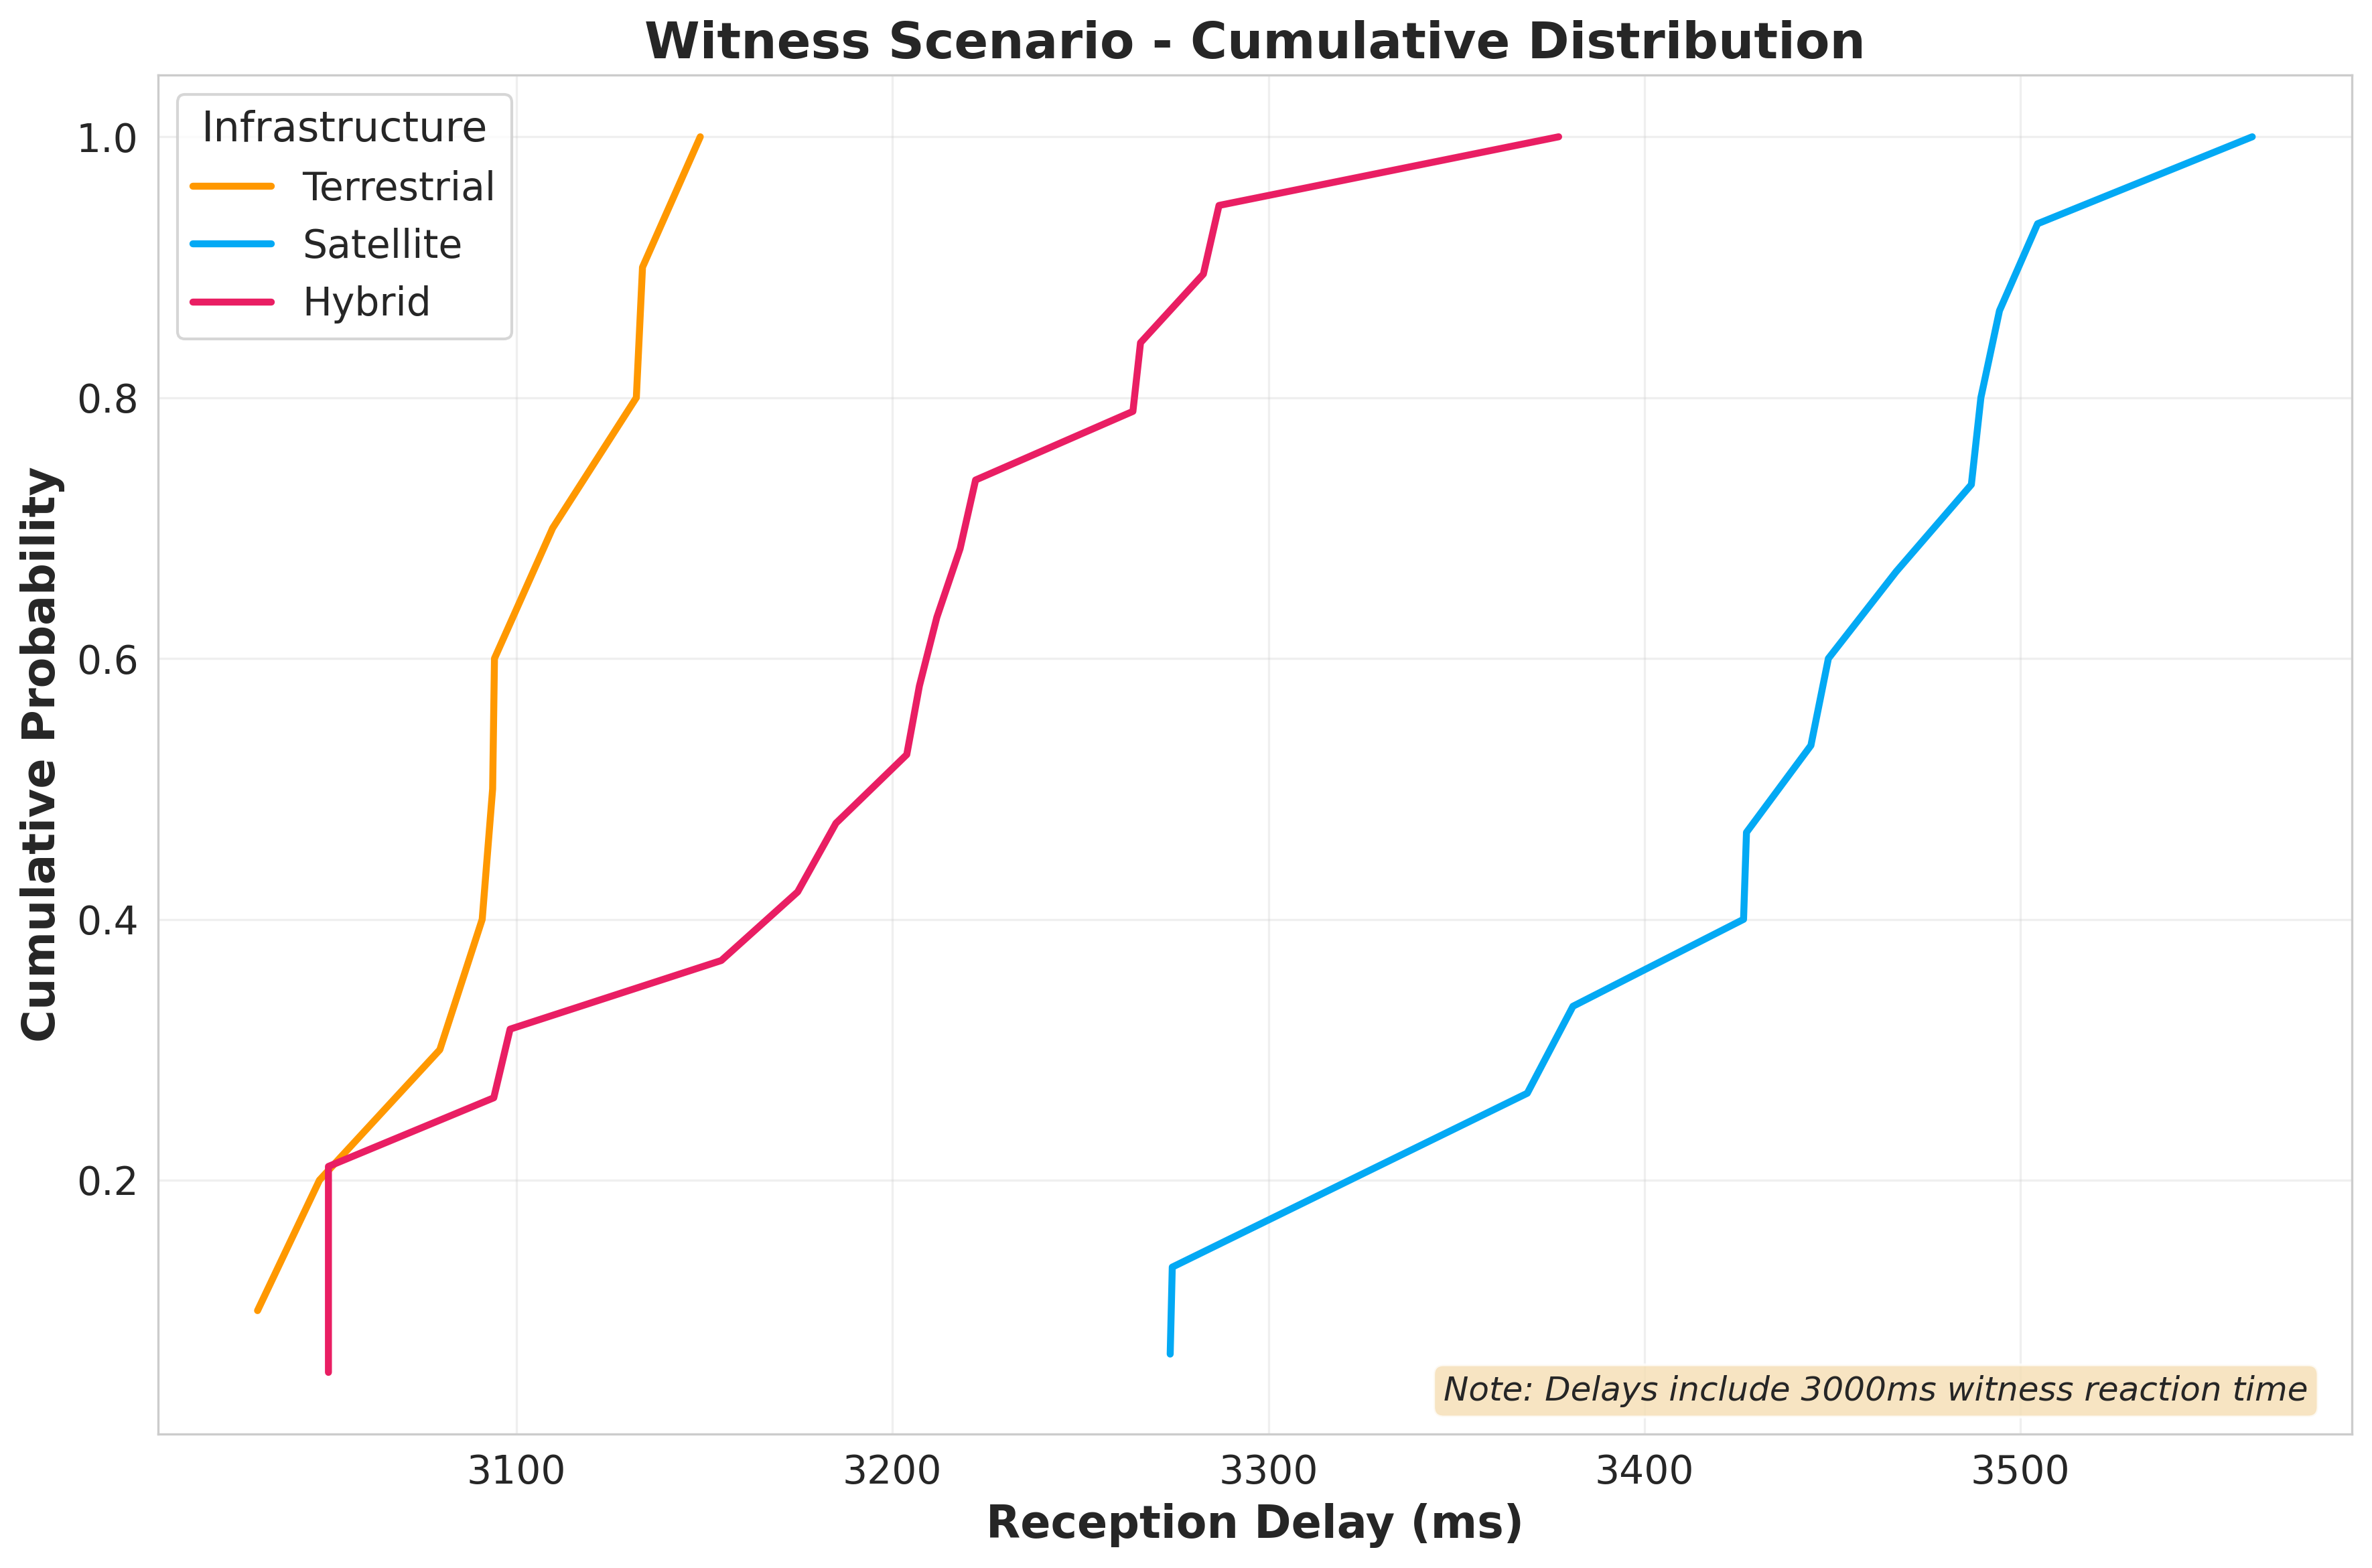 Witness Scenario - Cumulative Distribution
Infrastructure
Terrestrial
Satellite
Hybrid
1.0
0.8
0.6
0.4
0.2
Cumulative Probability
Note: Delays include 3000ms witness reaction time
3100
3200
3300
3400
3500
Reception Delay (ms)